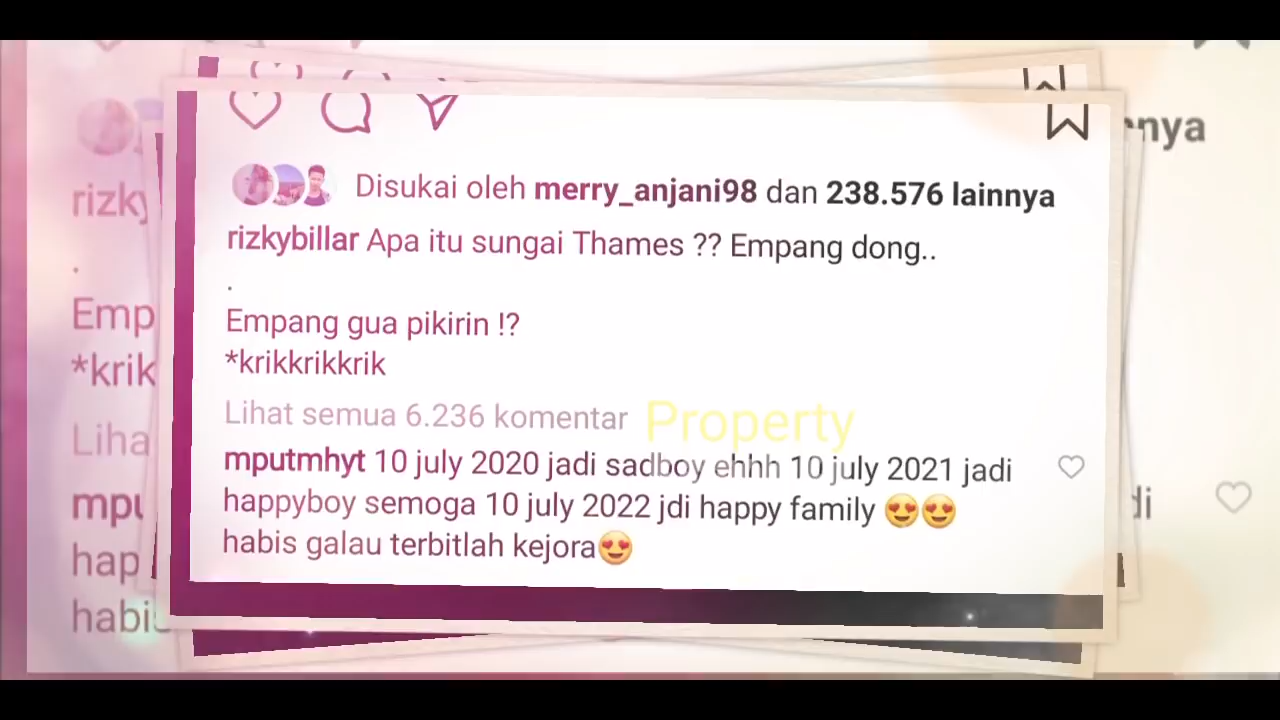 Disukai oleh merry_anjani98 dan 238.576 lainnya
rizkybillar Apa itu sungai Thames ?? Empang dong..
.
Empang gua pikirin !?
*krikkrikkrik
Lihat semua 6.236 komentar
Property
mputmhyt 10 july 2020 jadi sadboy ehhh 10 july 2021 jadi
happyboy semoga 10 july 2022 jdi happy family 😍😍
habis galau terbitlah kejora😍